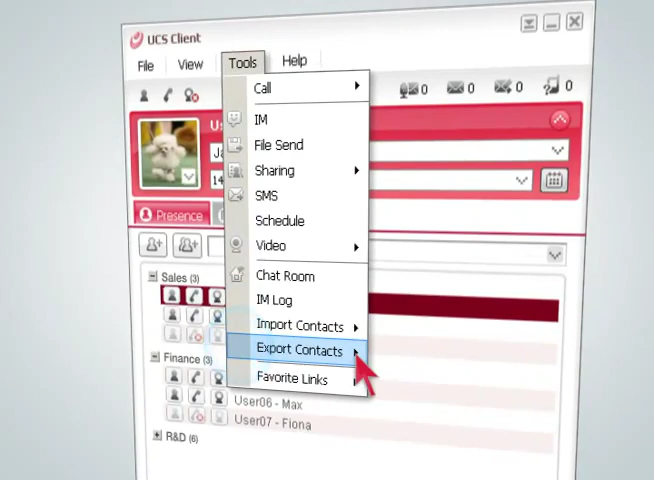 UCS Client
File View Tools Help
0 0 0 0
Call
IM
File Send
Sharing
SMS
Schedule
Video
Presence
Chat Room
IM Log
Import Contacts
Export Contacts
Favorite Links
Sales (3)
Finance (3)
User06 - Max
User07 - Fiona
R&D (6)